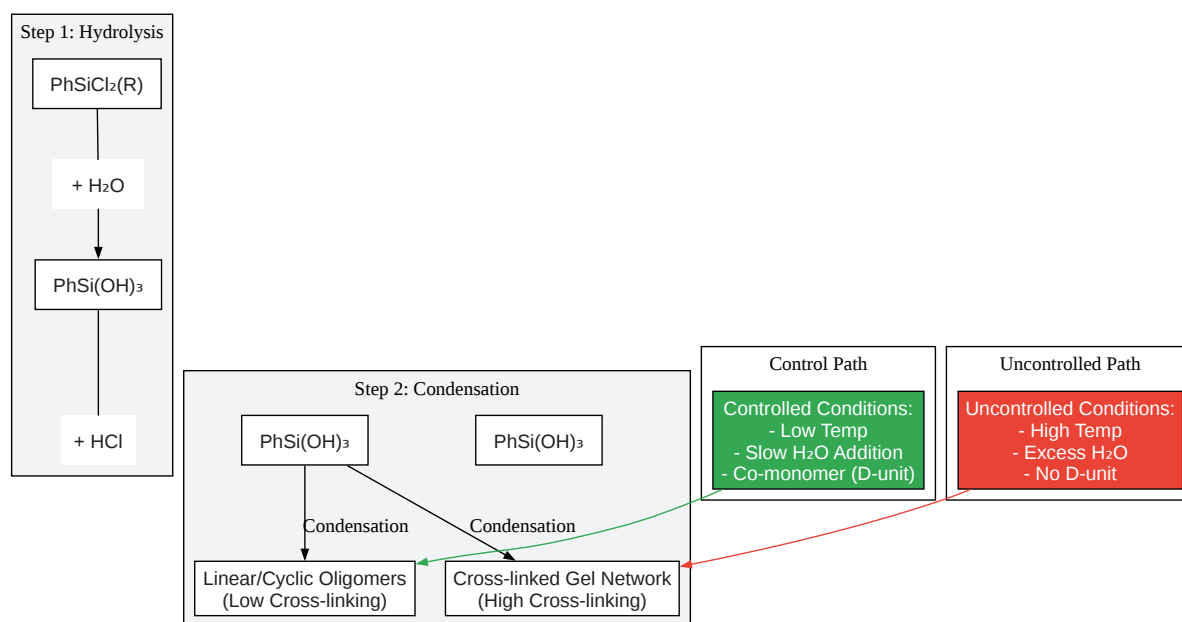 Step 1: Hydrolysis
PhSiCl₂(R)
+ H₂O
PhSi(OH)₃
+ HCl
Step 2: Condensation
PhSi(OH)₃
PhSi(OH)₃
Condensation
Condensation
Linear/Cyclic Oligomers
(Low Cross-linking)
Cross-linked Gel Network
(High Cross-linking)
Control Path
Controlled Conditions:
- Low Temp
- Slow H₂O Addition
- Co-monomer (D-unit)
Uncontrolled Path
Uncontrolled Conditions:
- High Temp
- Excess H₂O
- No D-unit